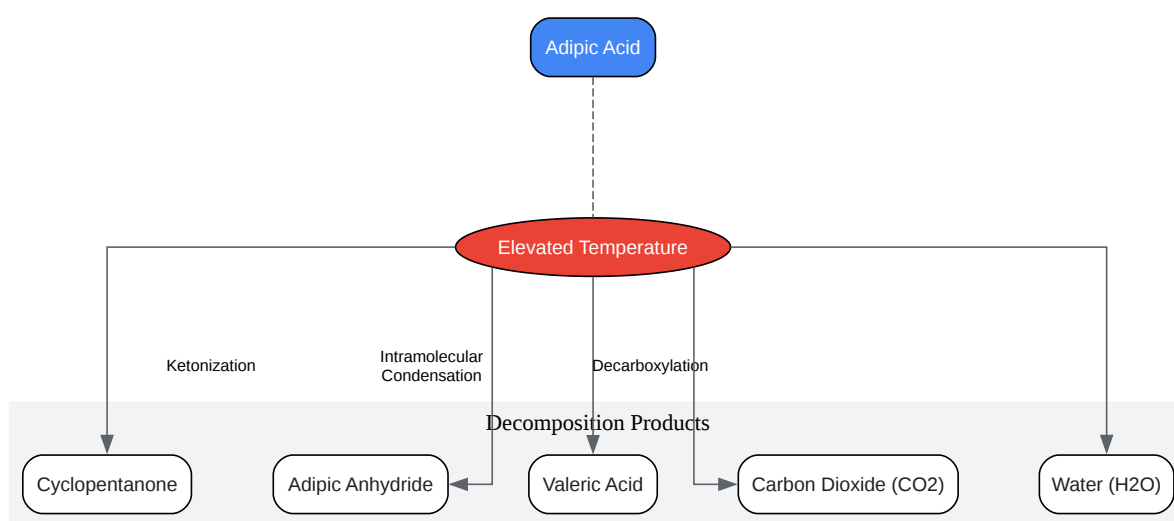 Adipic Acid
Elevated Temperature
Ketonization
Intramolecular
Condensation
Decarboxylation
Decomposition Products
Cyclopentanone
Adipic Anhydride
Valeric Acid
Carbon Dioxide (CO2)
Water (H2O)